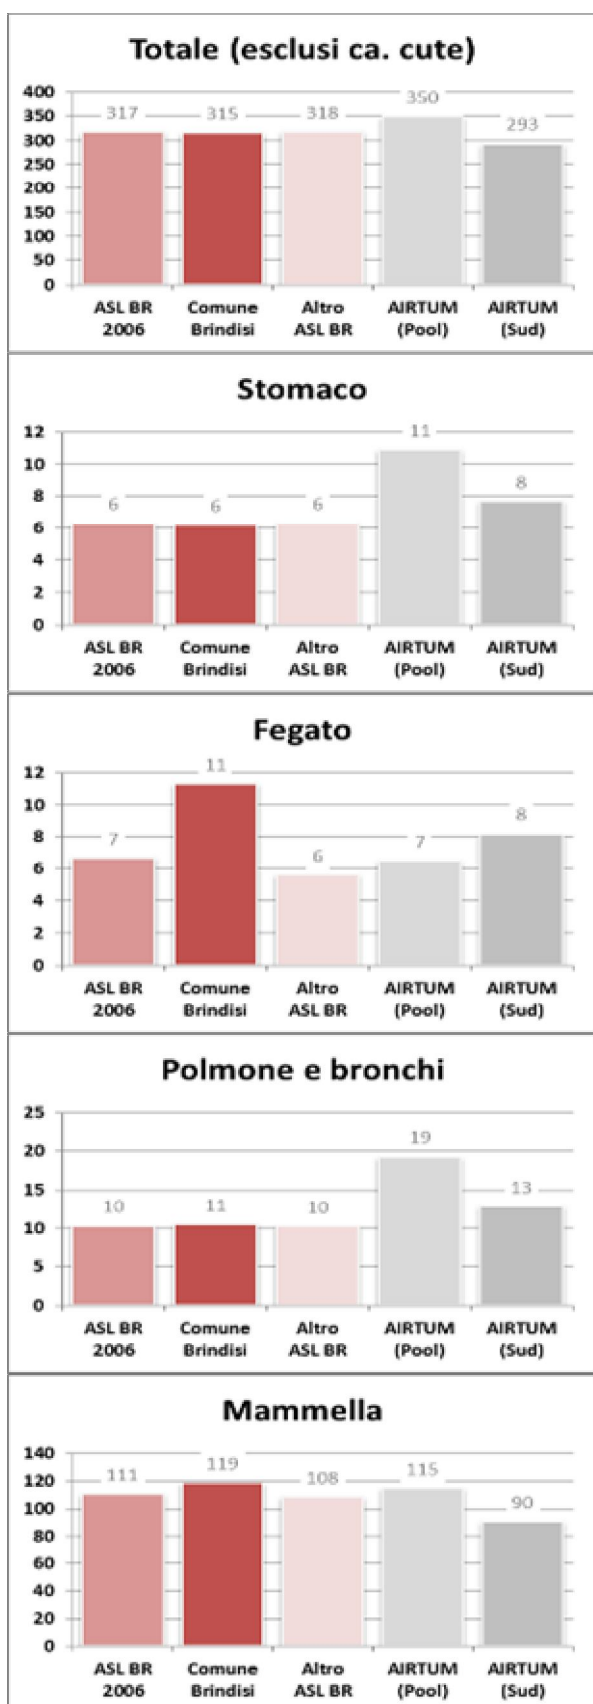 Totale (esclusi ca. cute)
400
350
300
250
200
150
100
50
0
317
315
318
350
293
ASL BR
2006
Comune
Brindisi
Altro
ASL BR
AIRTUM
(Pool)
AIRTUM
(Sud)
Stomaco
12
10
8
6
4
2
0
6
6
6
11
8
ASL BR
2006
Comune
Brindisi
Altro
ASL BR
AIRTUM
(Pool)
AIRTUM
(Sud)
Fegato
12
10
8
6
4
2
0
7
11
6
7
8
ASL BR
2006
Comune
Brindisi
Altro
ASL BR
AIRTUM
(Pool)
AIRTUM
(Sud)
Polmone e bronchi
25
20
15
10
5
0
10
11
10
19
13
ASL BR
2006
Comune
Brindisi
Altro
ASL BR
AIRTUM
(Pool)
AIRTUM
(Sud)
Mammella
140
120
100
80
60
40
20
0
111
119
108
115
90
ASL BR
2006
Comune
Brindisi
Altro
ASL BR
AIRTUM
(Pool)
AIRTUM
(Sud)